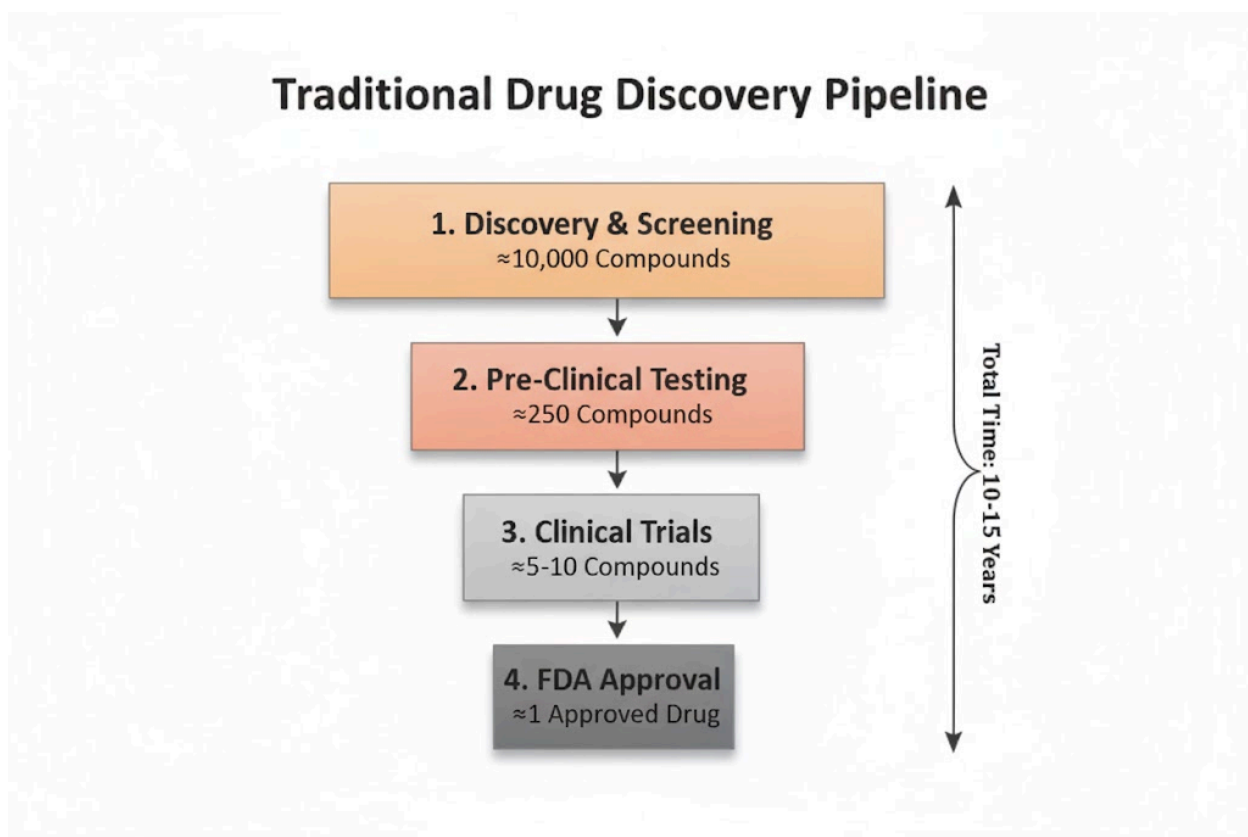 Traditional Drug Discovery Pipeline
1. Discovery & Screening
≈10,000 Compounds
2. Pre-Clinical Testing
≈250 Compounds
3. Clinical Trials
≈5-10 Compounds
4. FDA Approval
≈1 Approved Drug
Total Time: 10-15 Years